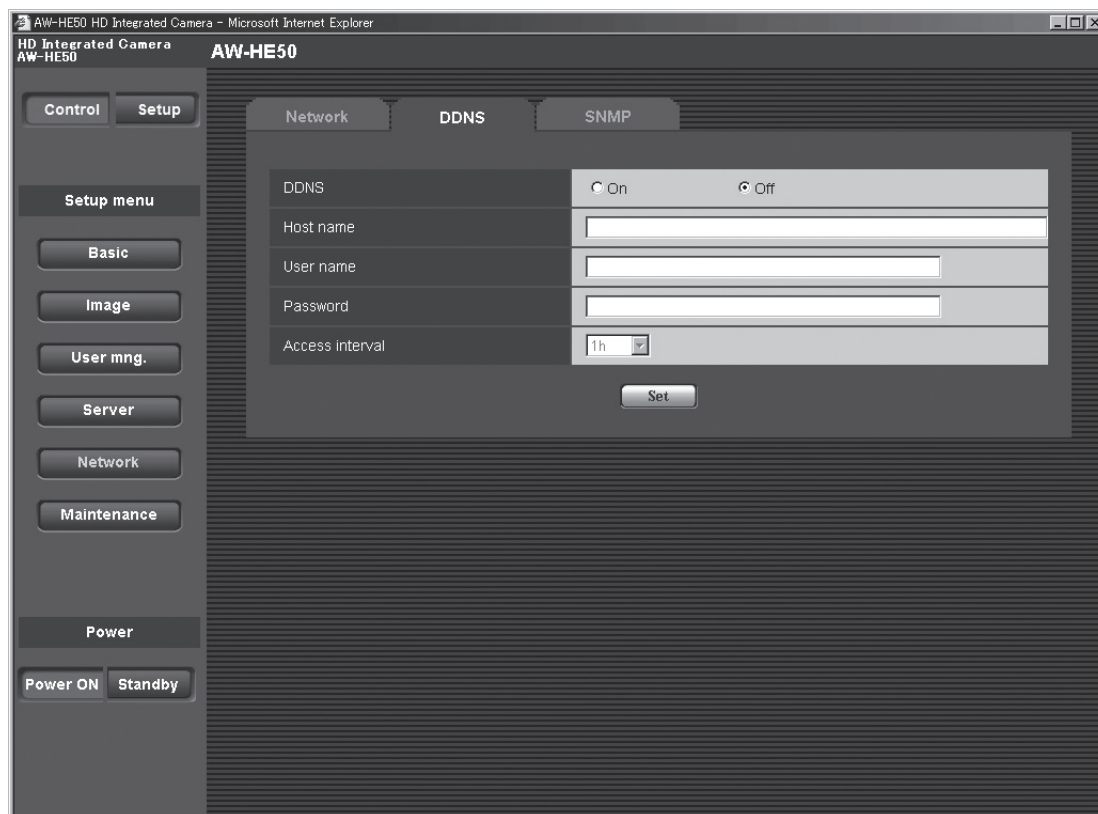 AW-HE50 HD Integrated Camera - Microsoft Internet Explorer
HD Integrated Camera
AW-HE50
AW-HE50
Control Setup
Network DDNS SNMP
Setup menu
Basic
Image
User mng.
Server
Network
Maintenance
Power
Power ON Standby
DDNS On Off
Host name
User name
Password
Access interval 1h
Set